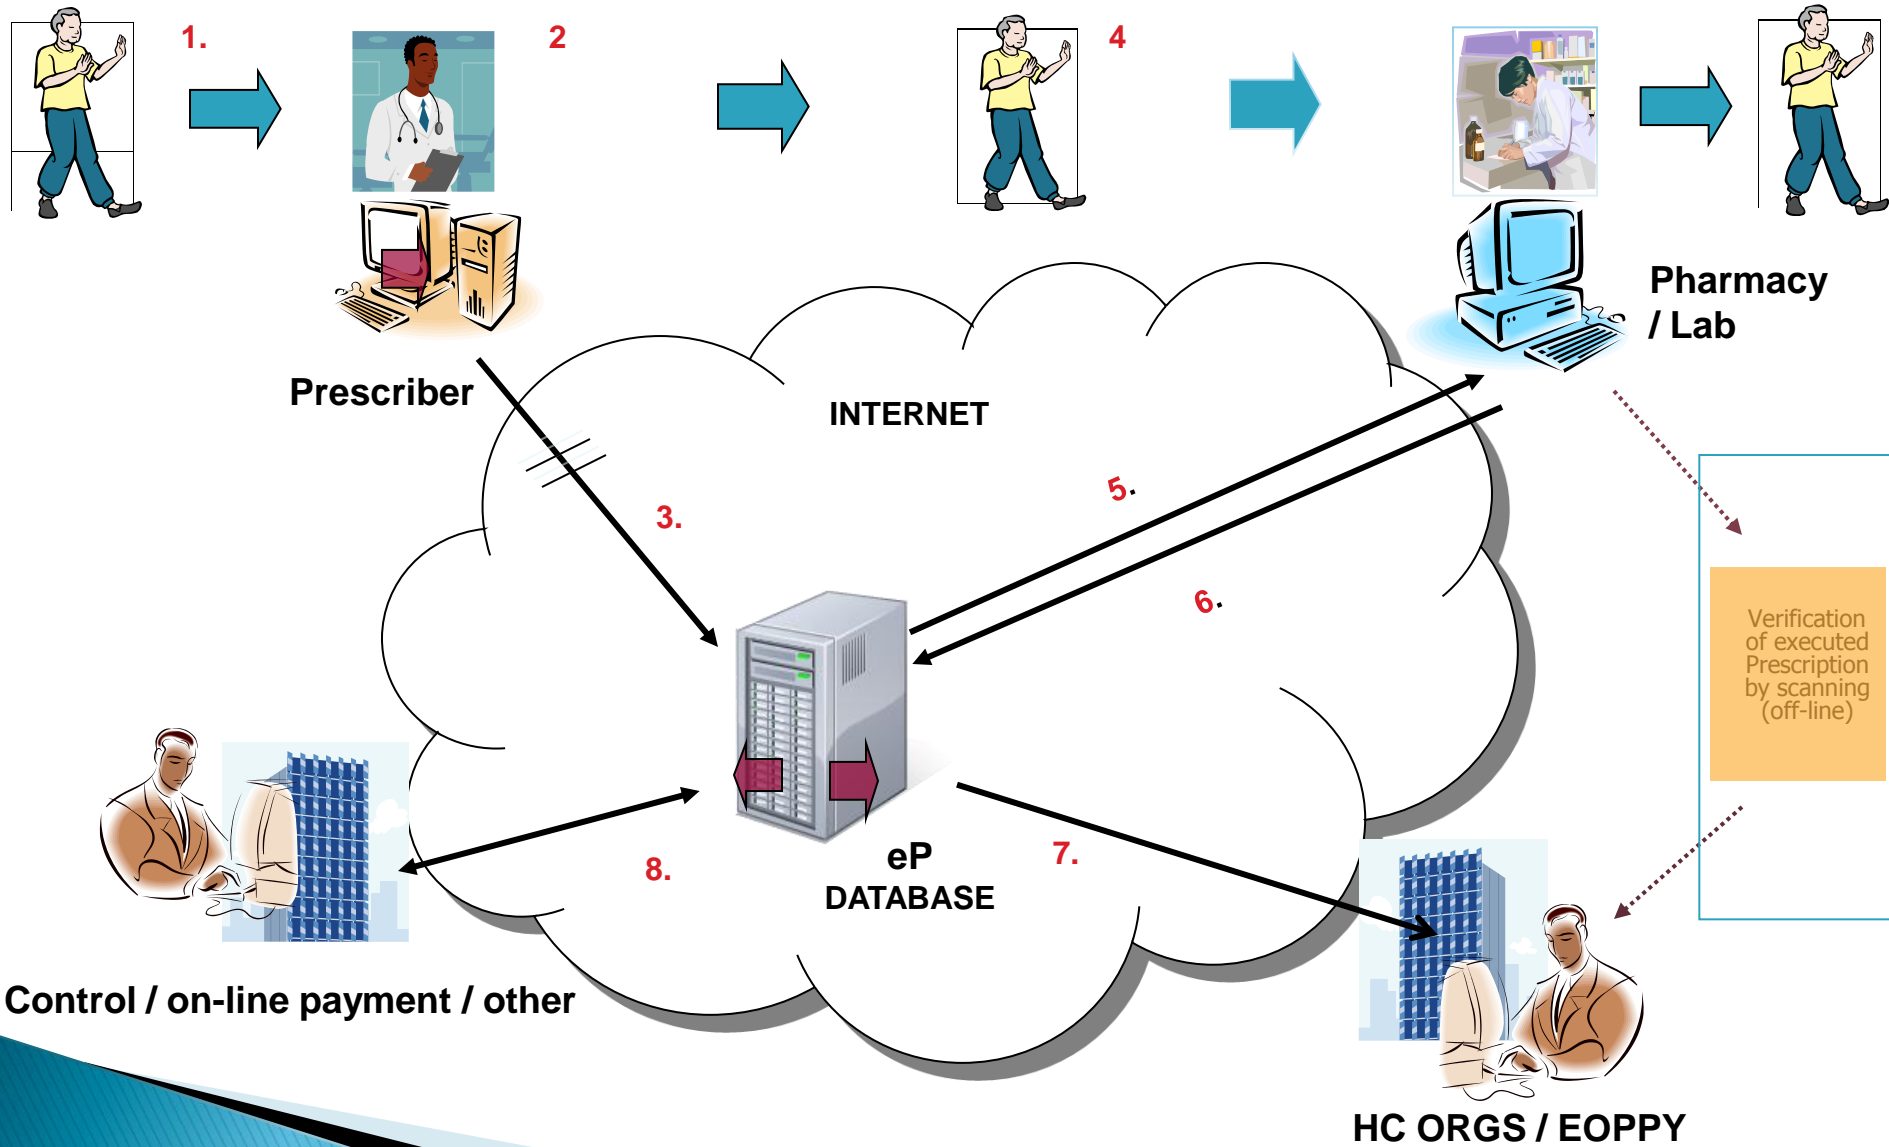 1.
2
4
Pharmacy
/ Lab
Prescriber
INTERNET
5.
3.
6.
Verification
of executed
Prescription
by scanning
(off-line)
eP
DATABASE
7.
8.
Control / on-line payment / other
HC ORGS / EOPPY